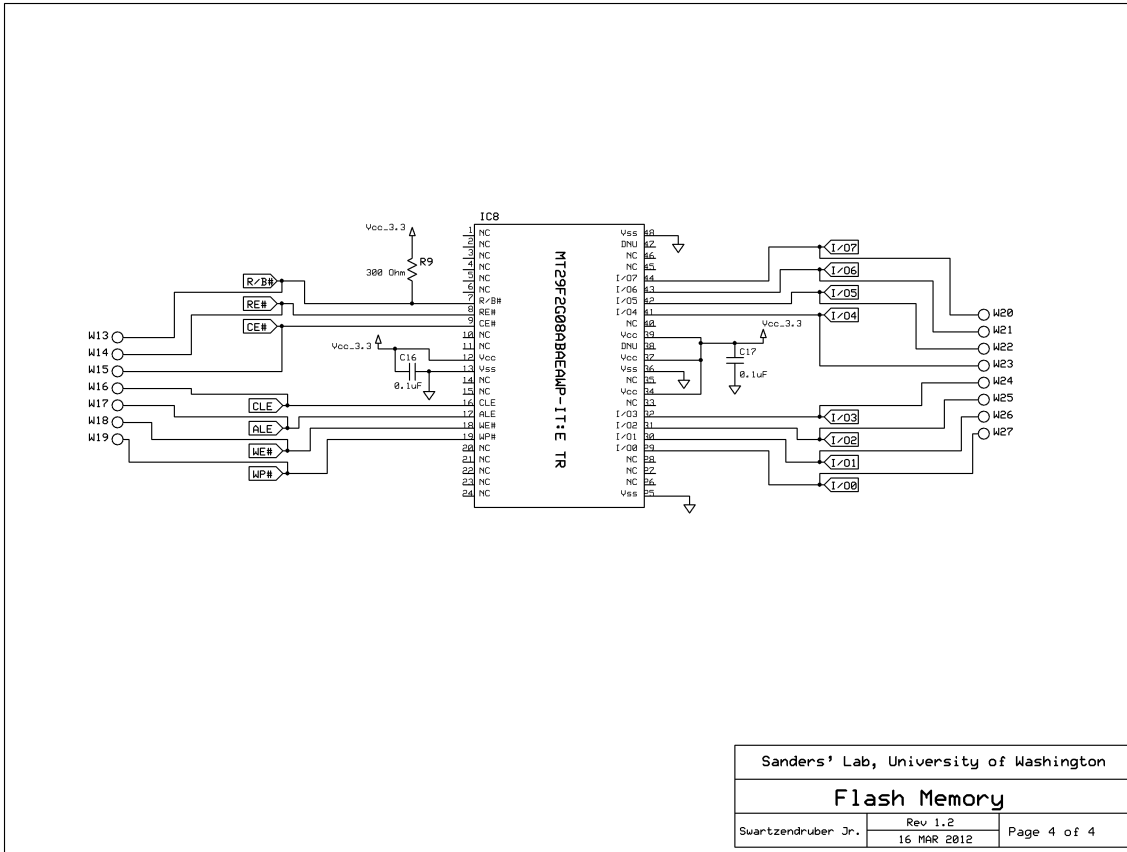 IC8
MT29F2G08ABAEAWP-IT:E TR
Vcc_3.3
R9
300 Ohm
R/B#
RE#
CE#
W13
W14
W15
W16
W17
W18
W19
CLE
ALE
WE#
WP#
Vcc_3.3
C16
0.1uF
1 NC
2 NC
3 NC
4 NC
5 NC
6 NC
7 R/B#
8 RE#
9 CE#
10 NC
11 NC
12 Vcc
13 Vss
14 NC
15 NC
16 CLE
17 ALE
18 WE#
19 WP#
20 NC
21 NC
22 NC
23 NC
24 NC
Vss 48
DNU 47
NC 46
NC 45
I/O7 44
I/O6 43
I/O5 42
I/O4 41
NC 40
Vcc 39
DNU 38
Vcc 37
Vss 36
NC 35
Vcc 34
NC 33
I/O3 32
I/O2 31
I/O1 30
I/O0 29
NC 28
NC 27
NC 26
Vss 25
Vcc_3.3
C17
0.1uF
I/O7
I/O6
I/O5
I/O4
I/O3
I/O2
I/O1
I/O0
W20
W21
W22
W23
W24
W25
W26
W27
Sanders' Lab, University of Washington
Flash Memory
Swartzendruber Jr.
Rev 1.2
16 MAR 2012
Page 4 of 4